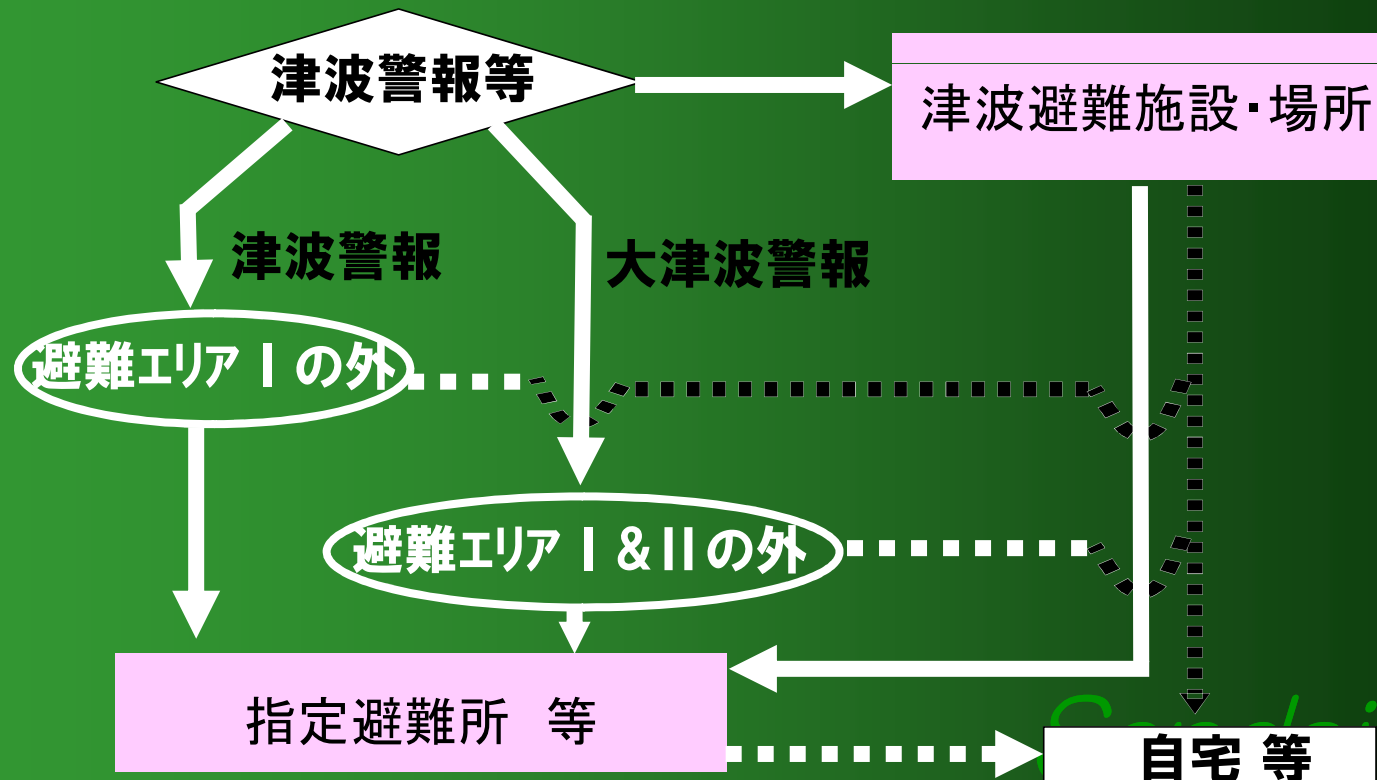 津波警報等
津波避難施設・場所
津波警報
大津波警報
避難エリアⅠの外
避難エリアⅠ&Ⅱの外
指定避難所　等
Sendai
自宅 等